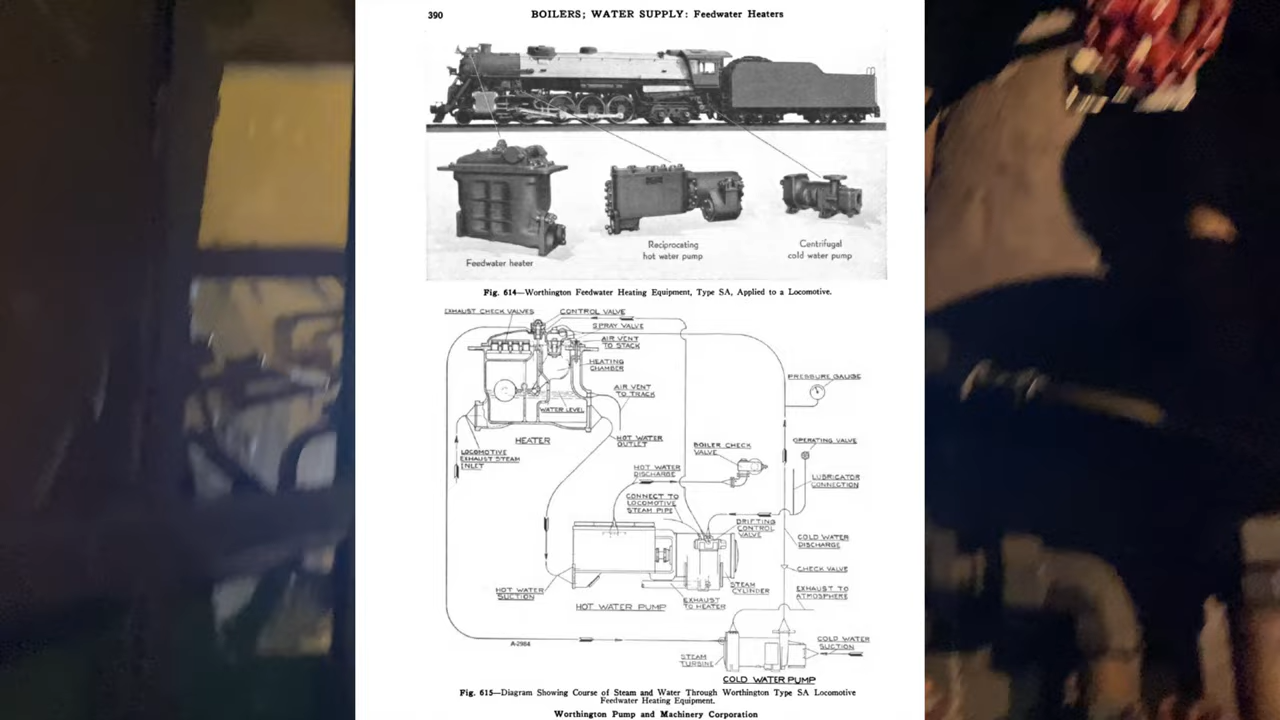 390
BOILERS; WATER SUPPLY: Feedwater Heaters
Feedwater heater
Reciprocating
hot water pump
Centrifugal
cold water pump
Fig. 614—Worthington Feedwater Heating Equipment, Type SA, Applied to a Locomotive.
EXHAUST CHECK VALVES
CONTROL VALVE
SPRAY VALVE
AIR VENT
TO STACK
HEATING
CHAMBER
AIR VENT
TO TRACK
WATER LEVEL
PRESSURE GAUGE
HEATER
HOT WATER
OUTLET
LOCOMOTIVE
EXHAUST STEAM
INLET
BOILER CHECK
VALVE
OPERATING VALVE
HOT WATER
DISCHARGE
LUBRICATOR
CONNECTION
CONNECT TO
LOCOMOTIVE
STEAM PIPE
DRIFTING
CONTROL
VALVE
COLD WATER
DISCHARGE
CHECK VALVE
HOT WATER
SUCTION
STEAM
CYLINDER
EXHAUST TO
ATMOSPHERE
HOT WATER PUMP
EXHAUST
TO HEATER
A-2984
COLD WATER
SUCTION
STEAM
TURBINE
COLD WATER PUMP
Fig. 615—Diagram Showing Course of Steam and Water Through Worthington Type SA Locomotive
Feedwater Heating Equipment.
Worthington Pump and Machinery Corporation